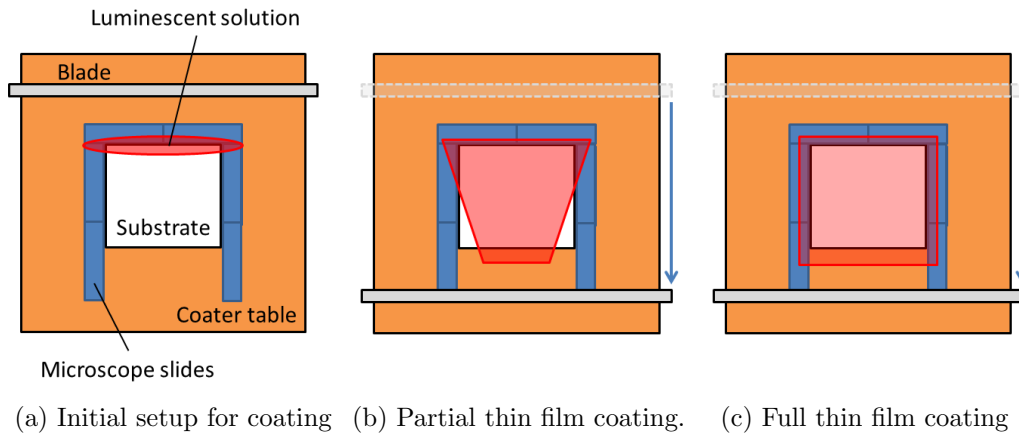 Luminescent solution
Blade
Substrate
Coater table
Microscope slides
(a) Initial setup for coating
(b) Partial thin film coating.
(c) Full thin film coating